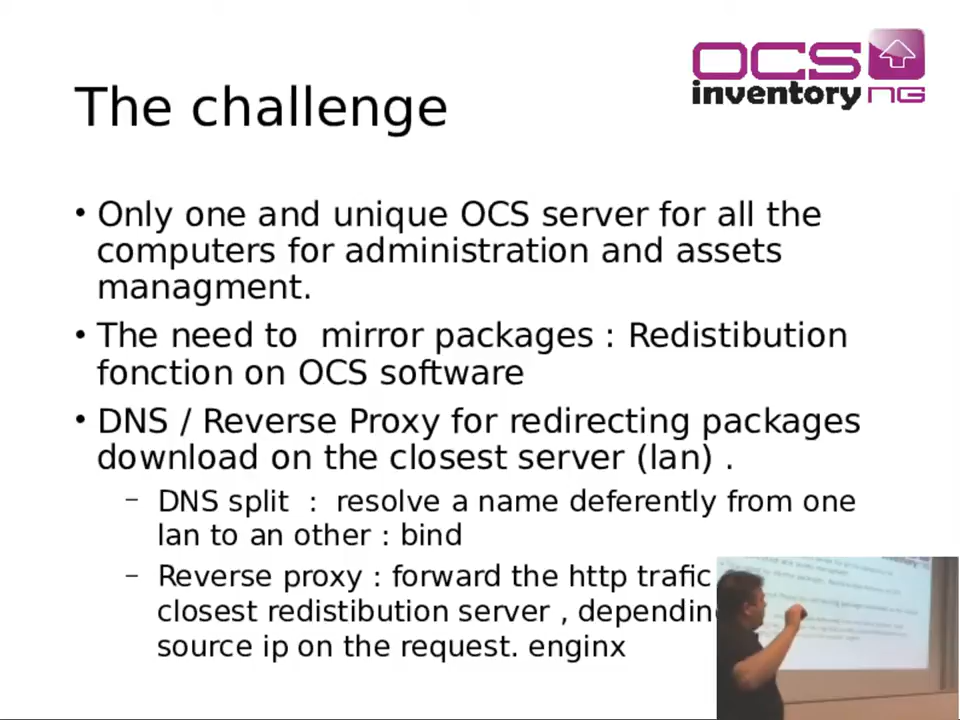 OCS
inventory NG
The challenge
• Only one and unique OCS server for all the
computers for administration and assets
managment.
• The need to  mirror packages : Redistibution
fonction on OCS software
• DNS / Reverse Proxy for redirecting packages
download on the closest server (lan) .
– DNS split  :  resolve a name deferently from one
lan to an other : bind
– Reverse proxy : forward the http trafic
closest redistibution server , depending
source ip on the request. enginx